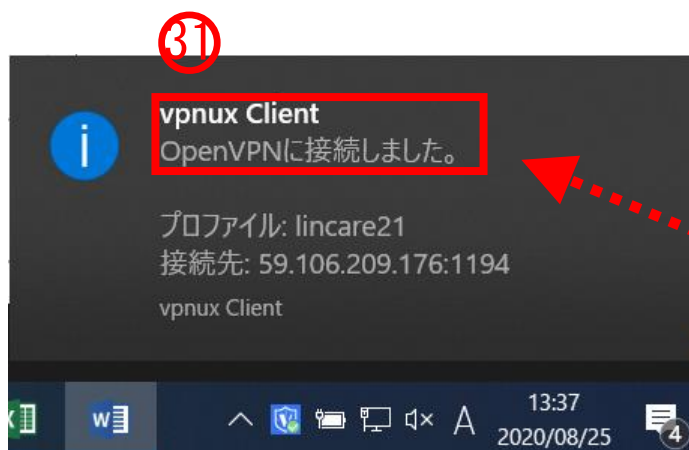 ㉛
vpnux Client
OpenVPNに接続しました。
プロファイル: lincare21
接続先: 59.106.209.176:1194
vpnux Client
A
13:37
2020/08/25
4